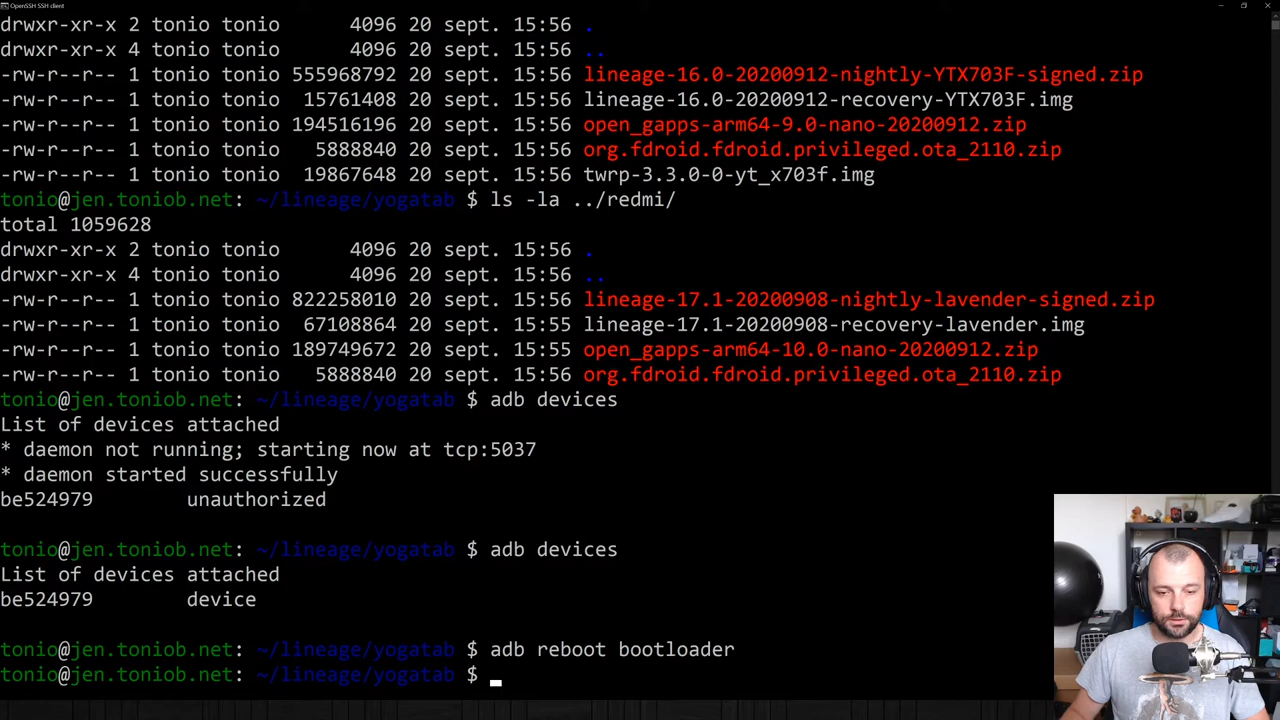 OpenSSH SSH client
drwxr-xr-x 2 tonio tonio 4096 20 sept. 15:56 .
drwxr-xr-x 4 tonio tonio 4096 20 sept. 15:56 ..
-rw-r--r-- 1 tonio tonio 555968792 20 sept. 15:56 lineage-16.0-20200912-nightly-YTX703F-signed.zip
-rw-r--r-- 1 tonio tonio 15761408 20 sept. 15:56 lineage-16.0-20200912-recovery-YTX703F.img
-rw-r--r-- 1 tonio tonio 194516196 20 sept. 15:56 open_gapps-arm64-9.0-nano-20200912.zip
-rw-r--r-- 1 tonio tonio 5888840 20 sept. 15:56 org.fdroid.fdroid.privileged.ota_2110.zip
-rw-r--r-- 1 tonio tonio 19867648 20 sept. 15:56 twrp-3.3.0-0-yt_x703f.img
tonio@jen.toniob.net: ~/lineage/yogatab $ ls -la ../redmi/
total 1059628
drwxr-xr-x 2 tonio tonio 4096 20 sept. 15:56 .
drwxr-xr-x 4 tonio tonio 4096 20 sept. 15:56 ..
-rw-r--r-- 1 tonio tonio 822258010 20 sept. 15:56 lineage-17.1-20200908-nightly-lavender-signed.zip
-rw-r--r-- 1 tonio tonio 67108864 20 sept. 15:55 lineage-17.1-20200908-recovery-lavender.img
-rw-r--r-- 1 tonio tonio 189749672 20 sept. 15:55 open_gapps-arm64-10.0-nano-20200912.zip
-rw-r--r-- 1 tonio tonio 5888840 20 sept. 15:56 org.fdroid.fdroid.privileged.ota_2110.zip
tonio@jen.toniob.net: ~/lineage/yogatab $ adb devices
List of devices attached
* daemon not running; starting now at tcp:5037
* daemon started successfully
be524979 unauthorized
tonio@jen.toniob.net: ~/lineage/yogatab $ adb devices
List of devices attached
be524979 device
tonio@jen.toniob.net: ~/lineage/yogatab $ adb reboot bootloader
tonio@jen.toniob.net: ~/lineage/yogatab $